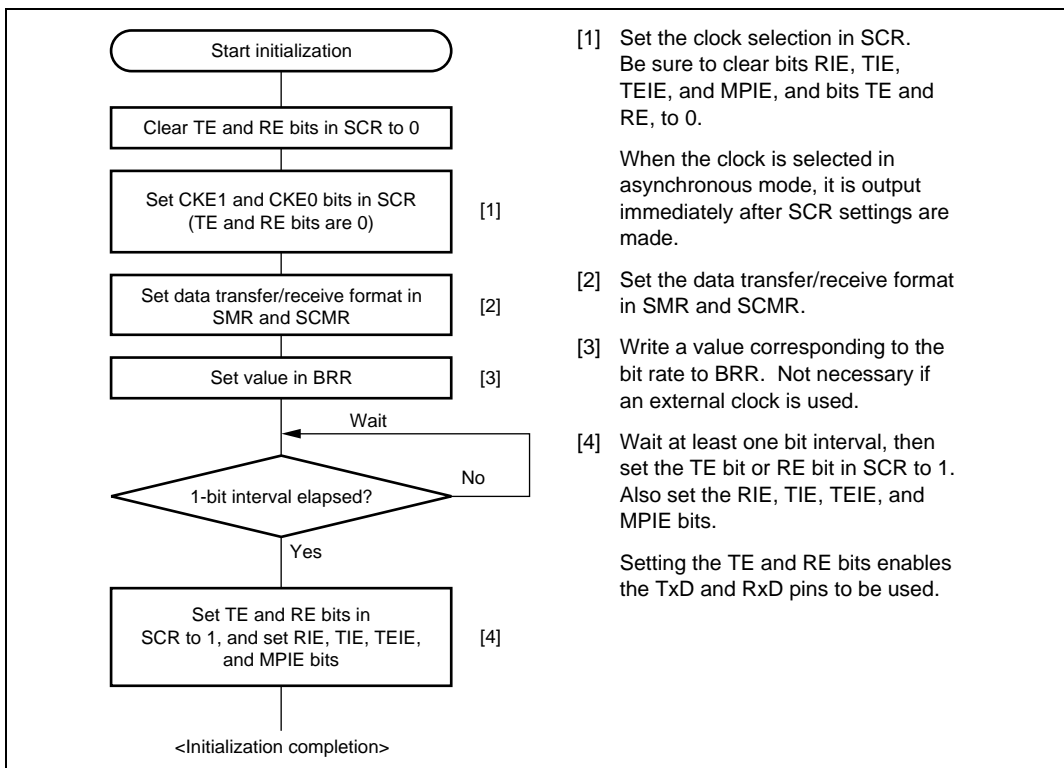 Start initialization
Clear TE and RE bits in SCR to 0
Set CKE1 and CKE0 bits in SCR
(TE and RE bits are 0)
[1]
Set data transfer/receive format in
SMR and SCMR
[2]
Set value in BRR
[3]
Wait
No
1-bit interval elapsed?
Yes
Set TE and RE bits in
SCR to 1, and set RIE, TIE, TEIE,
and MPIE bits
[4]
<Initialization completion>
[1] Set the clock selection in SCR.
Be sure to clear bits RIE, TIE,
TEIE, and MPIE, and bits TE and
RE, to 0.
When the clock is selected in
asynchronous mode, it is output
immediately after SCR settings are
made.
[2] Set the data transfer/receive format
in SMR and SCMR.
[3] Write a value corresponding to the
bit rate to BRR.  Not necessary if
an external clock is used.
[4] Wait at least one bit interval, then
set the TE bit or RE bit in SCR to 1.
Also set the RIE, TIE, TEIE, and
MPIE bits.
Setting the TE and RE bits enables
the TxD and RxD pins to be used.